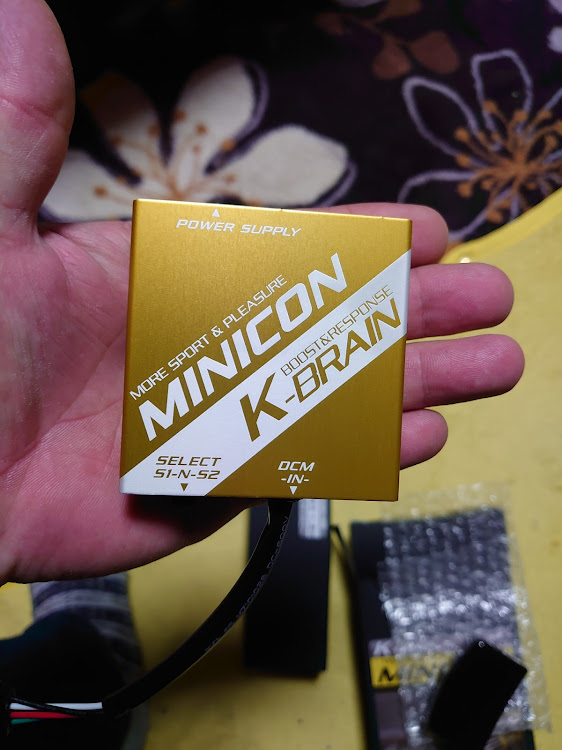 POWER SUPPLY
MORE SPORT & PLEASURE
MINICON
BOOST&RESPONSE
K-BRAIN
SELECT
S1-N-S2
DCM
-IN-